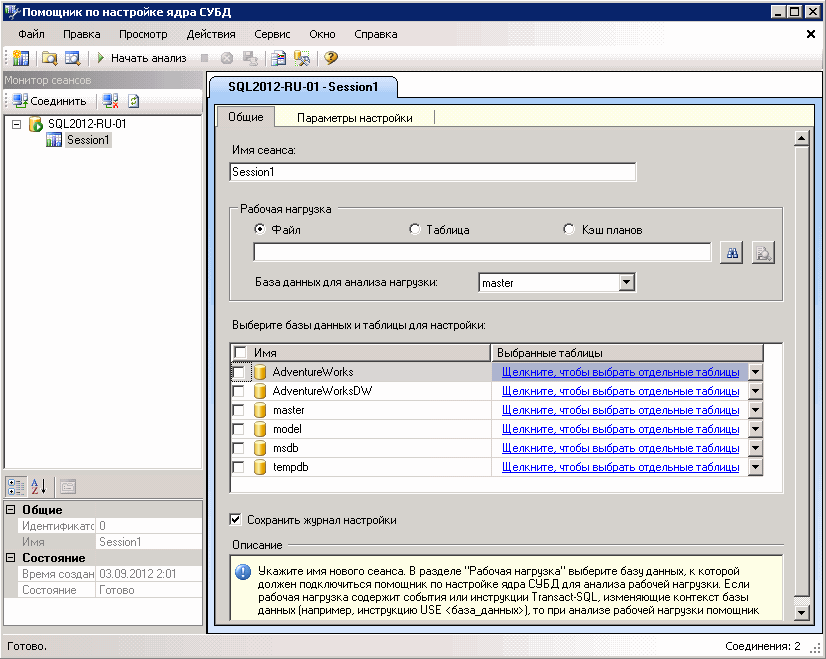 Помощник по настройке ядра СУБД
Файл Правка Просмотр Действия Сервис Окно Справка
Начать анализ
Монитор сеансов
Соединить
SQL2012-RU-01
Session1
Общие
Идентификатс 0
Имя Session1
Состояние
Время создан 03.09.2012 2:01
Состояние Готово
SQL2012-RU-01 - Session1
Общие Параметры настройки
Имя сеанса:
Session1
Рабочая нагрузка
Файл Таблица Кэш планов
База данных для анализа нагрузки: master
Выберите базы данных и таблицы для настройки:
Имя Выбранные таблицы
AdventureWorks Щелкните, чтобы выбрать отдельные таблицы
AdventureWorksDW Щелкните, чтобы выбрать отдельные таблицы
master Щелкните, чтобы выбрать отдельные таблицы
model Щелкните, чтобы выбрать отдельные таблицы
msdb Щелкните, чтобы выбрать отдельные таблицы
tempdb Щелкните, чтобы выбрать отдельные таблицы
Сохранить журнал настройки
Описание
Укажите имя нового сеанса. В разделе "Рабочая нагрузка" выберите базу данных, к которой
должен подключиться помощник по настройке ядра СУБД для анализа рабочей нагрузки. Если
рабочая нагрузка содержит события или инструкции Transact-SQL, изменяющие контекст базы
данных (например, инструкцию USE <база_данных>), то при анализе рабочей нагрузки помощник
Готово.
Соединения: 2